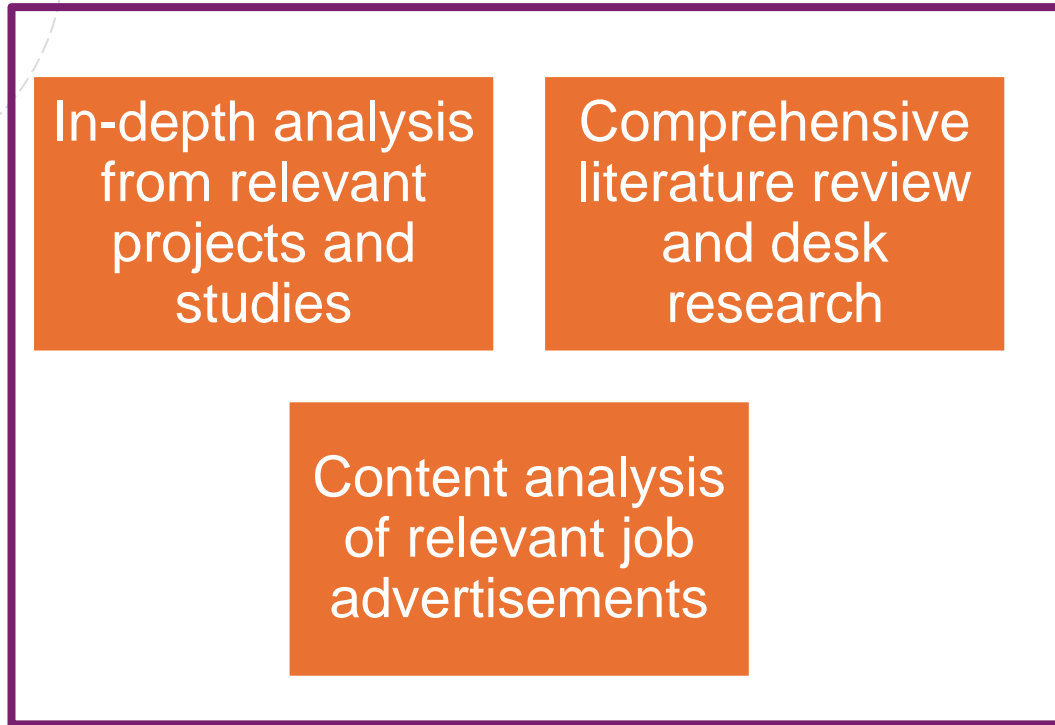 In-depth analysis
from relevant
projects and
studies
Comprehensive
literature review
and desk
research
Content analysis
of relevant job
advertisements